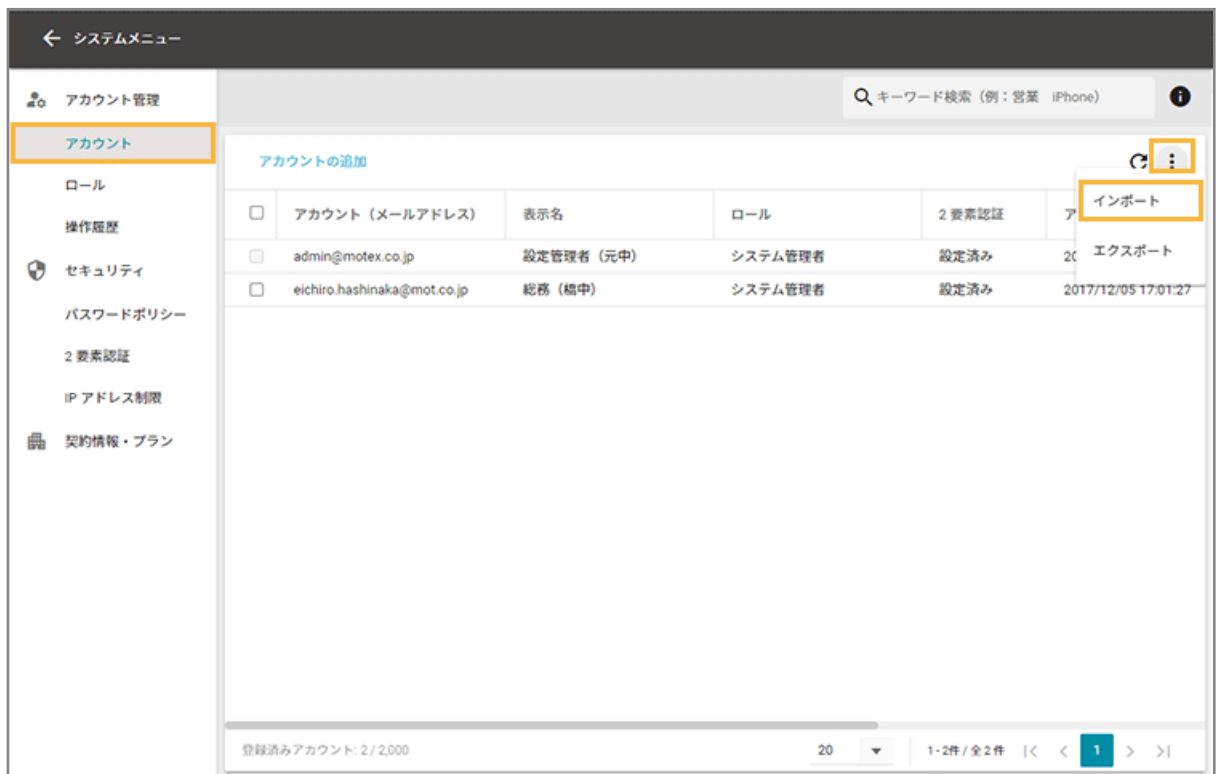 システムメニュー
アカウント管理
キーワード検索（例：営業 iPhone）
アカウント
アカウントの追加
ロール
インポート
アカウント（メールアドレス）
表示名
ロール
2 要素認証
ア
操作履歴
エクスポート
admin@motex.co.jp
設定管理者（元中）
システム管理者
設定済み
20
セキュリティ
eichiro.hashinaka@mot.co.jp
総務（橋中）
システム管理者
設定済み
2017/12/05 17:01:27
パスワードポリシー
2 要素認証
IP アドレス制限
契約情報・プラン
登録済みアカウント: 2 / 2,000
20
1-2件 / 全 2 件
1